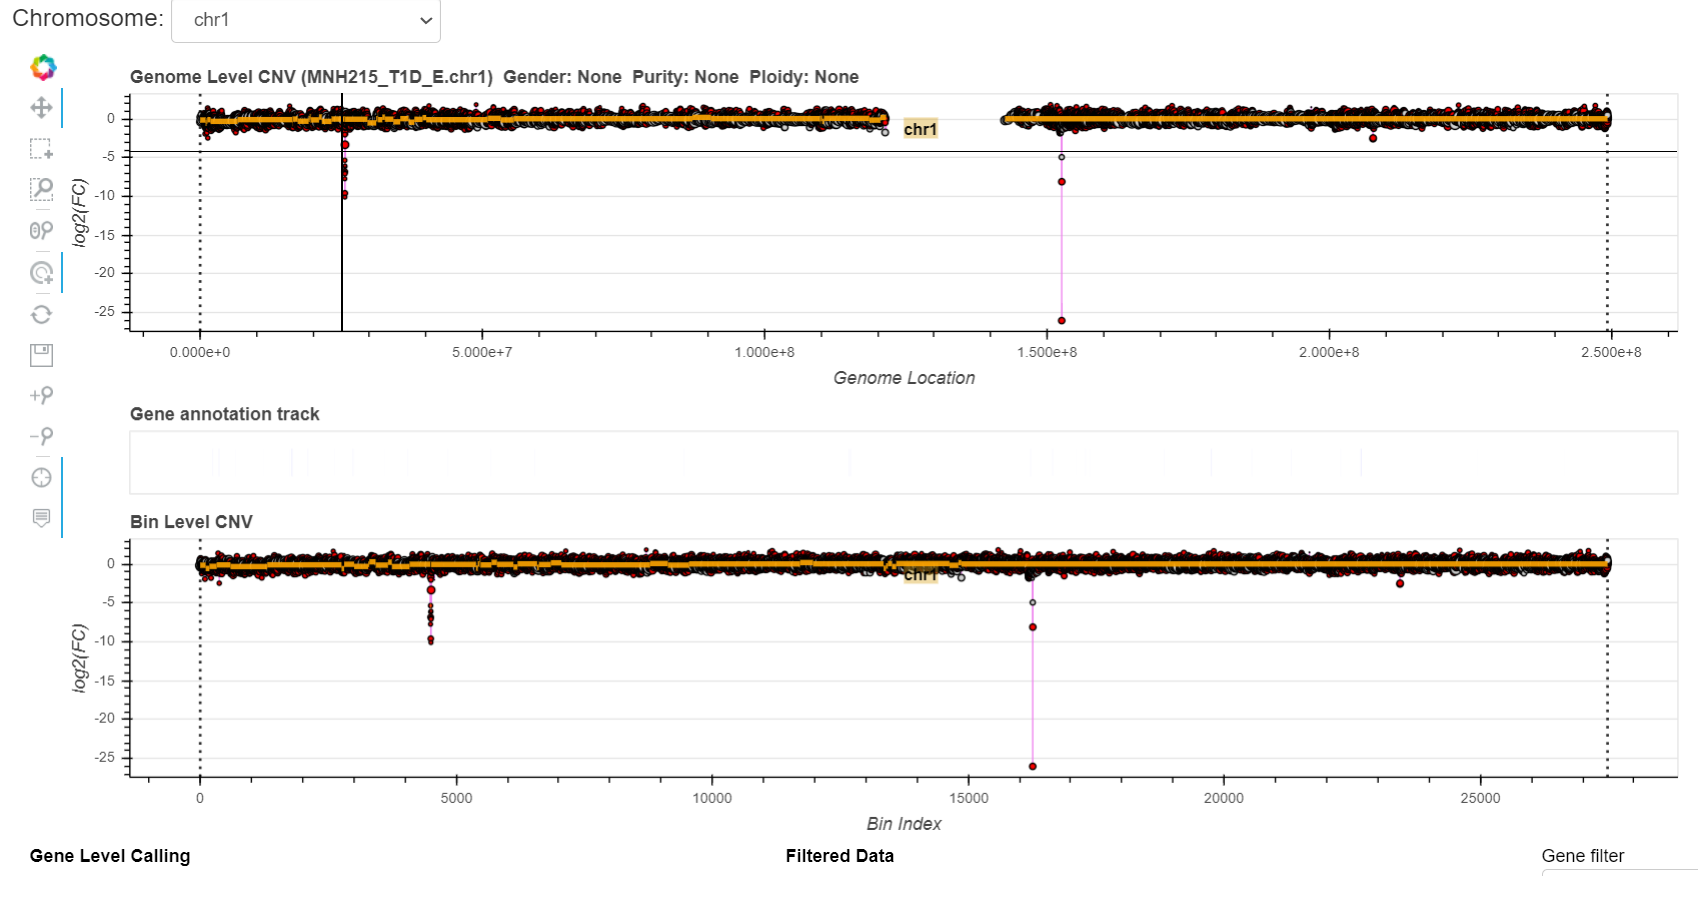 Chromosome: chr1
Genome Level CNV (MNH215_T1D_E.chr1) Gender: None Purity: None Ploidy: None
0
-5
-10
-15
-20
-25
log2(FC)
chr1
0.000e+0 5.000e+7 1.000e+8 1.500e+8 2.000e+8 2.500e+8
Genome Location
Gene annotation track
Bin Level CNV
0
-5
-10
-15
-20
-25
log2(FC)
chr1
0 5000 10000 15000 20000 25000
Bin Index
Gene Level Calling Filtered Data Gene filter